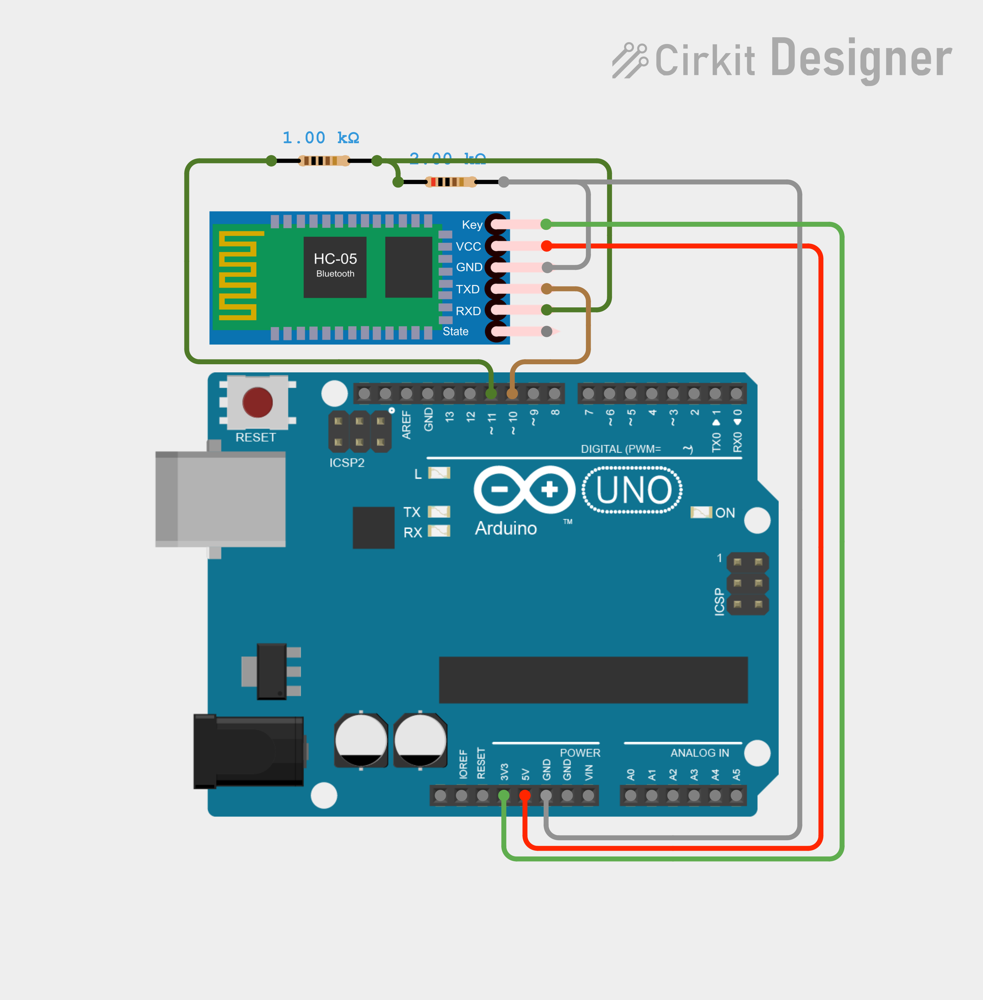 Cirkit Designer
1.00 kΩ
2.00 kΩ
Key
VCC
HC-05
Bluetooth
GND
TXD
RXD
State
RESET
ICSP2
AREF
GND
13
12
~ 11
~ 10
~ 9
8
7
~ 6
~ 5
4
~ 3
2
TX0 ▶ 1
RX0 ◀ 0
DIGITAL (PWM= ~)
L
TX
RX
UNO
Arduino
TM
ON
1
ICSP
IOREF
RESET
3V3
5V
GND
GND
VIN
POWER
ANALOG IN
A0
A1
A2
A3
A4
A5